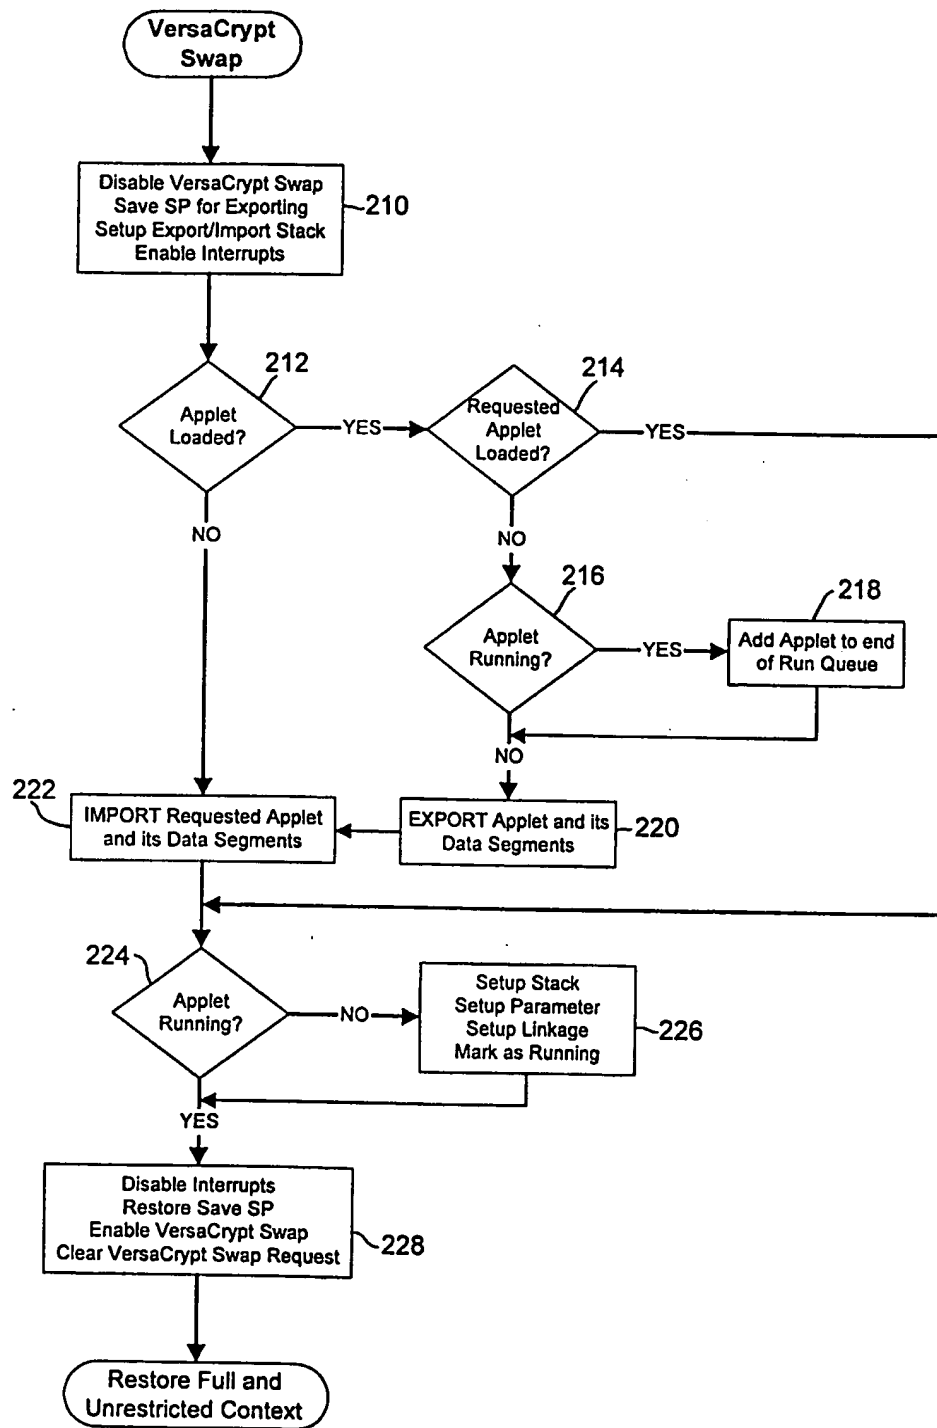 VersaCrypt
Swap
Disable VersaCrypt Swap
Save SP for Exporting
Setup Export/Import Stack
Enable Interrupts
210
212
Applet
Loaded?
YES
214
Requested
Applet
Loaded?
YES
NO
NO
216
Applet
Running?
YES
218
Add Applet to end
of Run Queue
NO
222
IMPORT Requested Applet
and its Data Segments
EXPORT Applet and its
Data Segments
220
224
Applet
Running?
NO
Setup Stack
Setup Parameter
Setup Linkage
Mark as Running
226
YES
Disable Interrupts
Restore Save SP
Enable VersaCrypt Swap
Clear VersaCrypt Swap Request
228
Restore Full and
Unrestricted Context